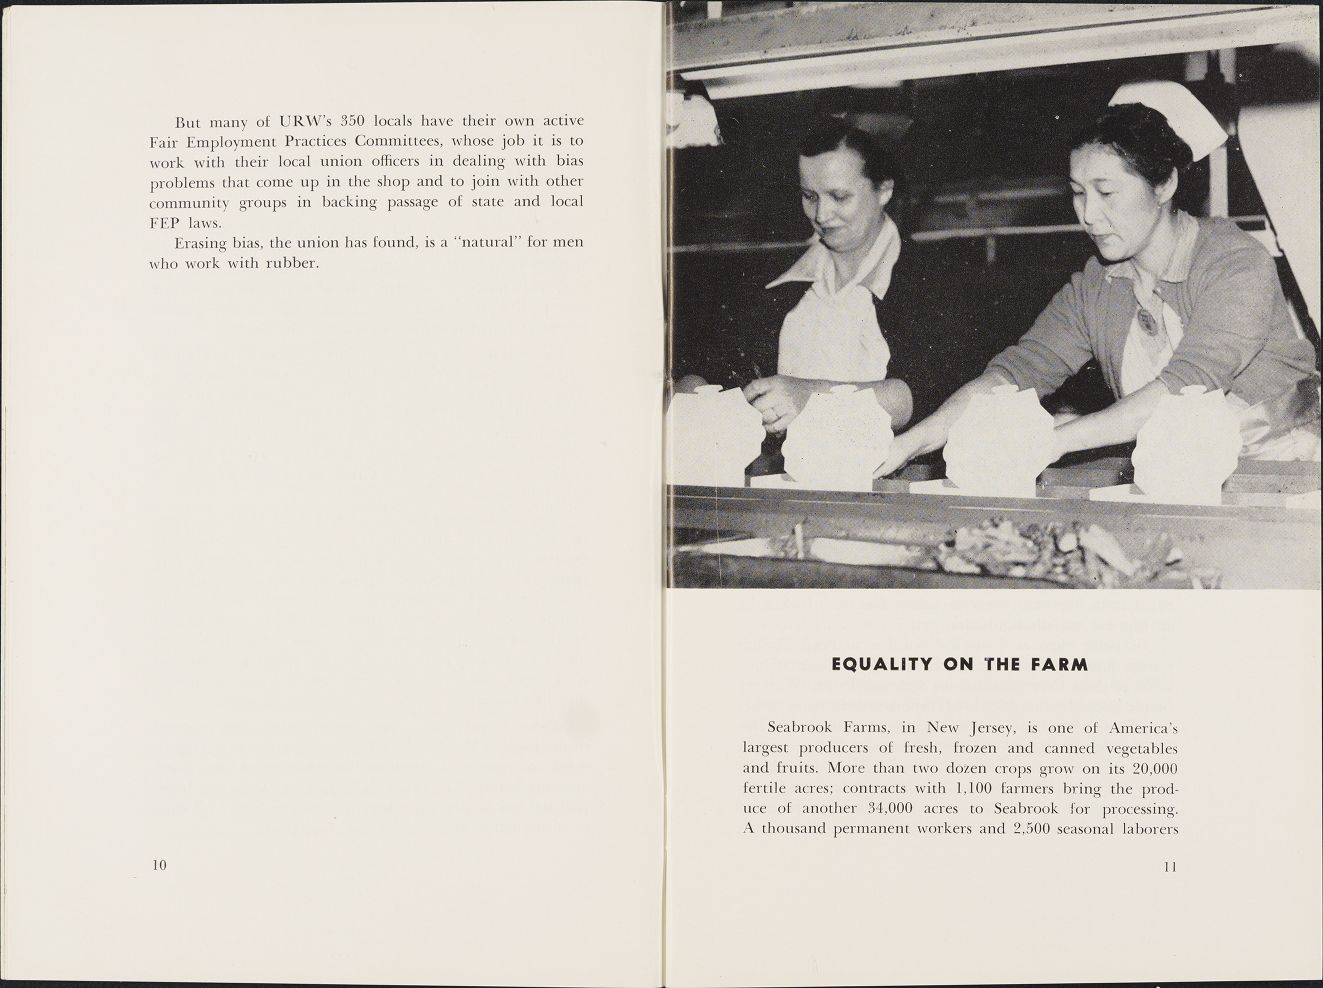 But many of URW's 350 locals have their own active
Fair Employment Practices Committees, whose job it is to
work with their local union officers in dealing with bias
problems that come up in the shop and to join with other
community groups in backing passage of state and local
FEP laws.
Erasing bias, the union has found, is a "natural" for men
who work with rubber.
10
EQUALITY ON THE FARM
Seabrook Farms, in New Jersey, is one of America's
largest producers of fresh, frozen and canned vegetables
and fruits. More than two dozen crops grow on its 20,000
fertile acres; contracts with 1,100 farmers bring the prod-
uce of another 34,000 acres to Seabrook for processing.
A thousand permanent workers and 2,500 seasonal laborers
11